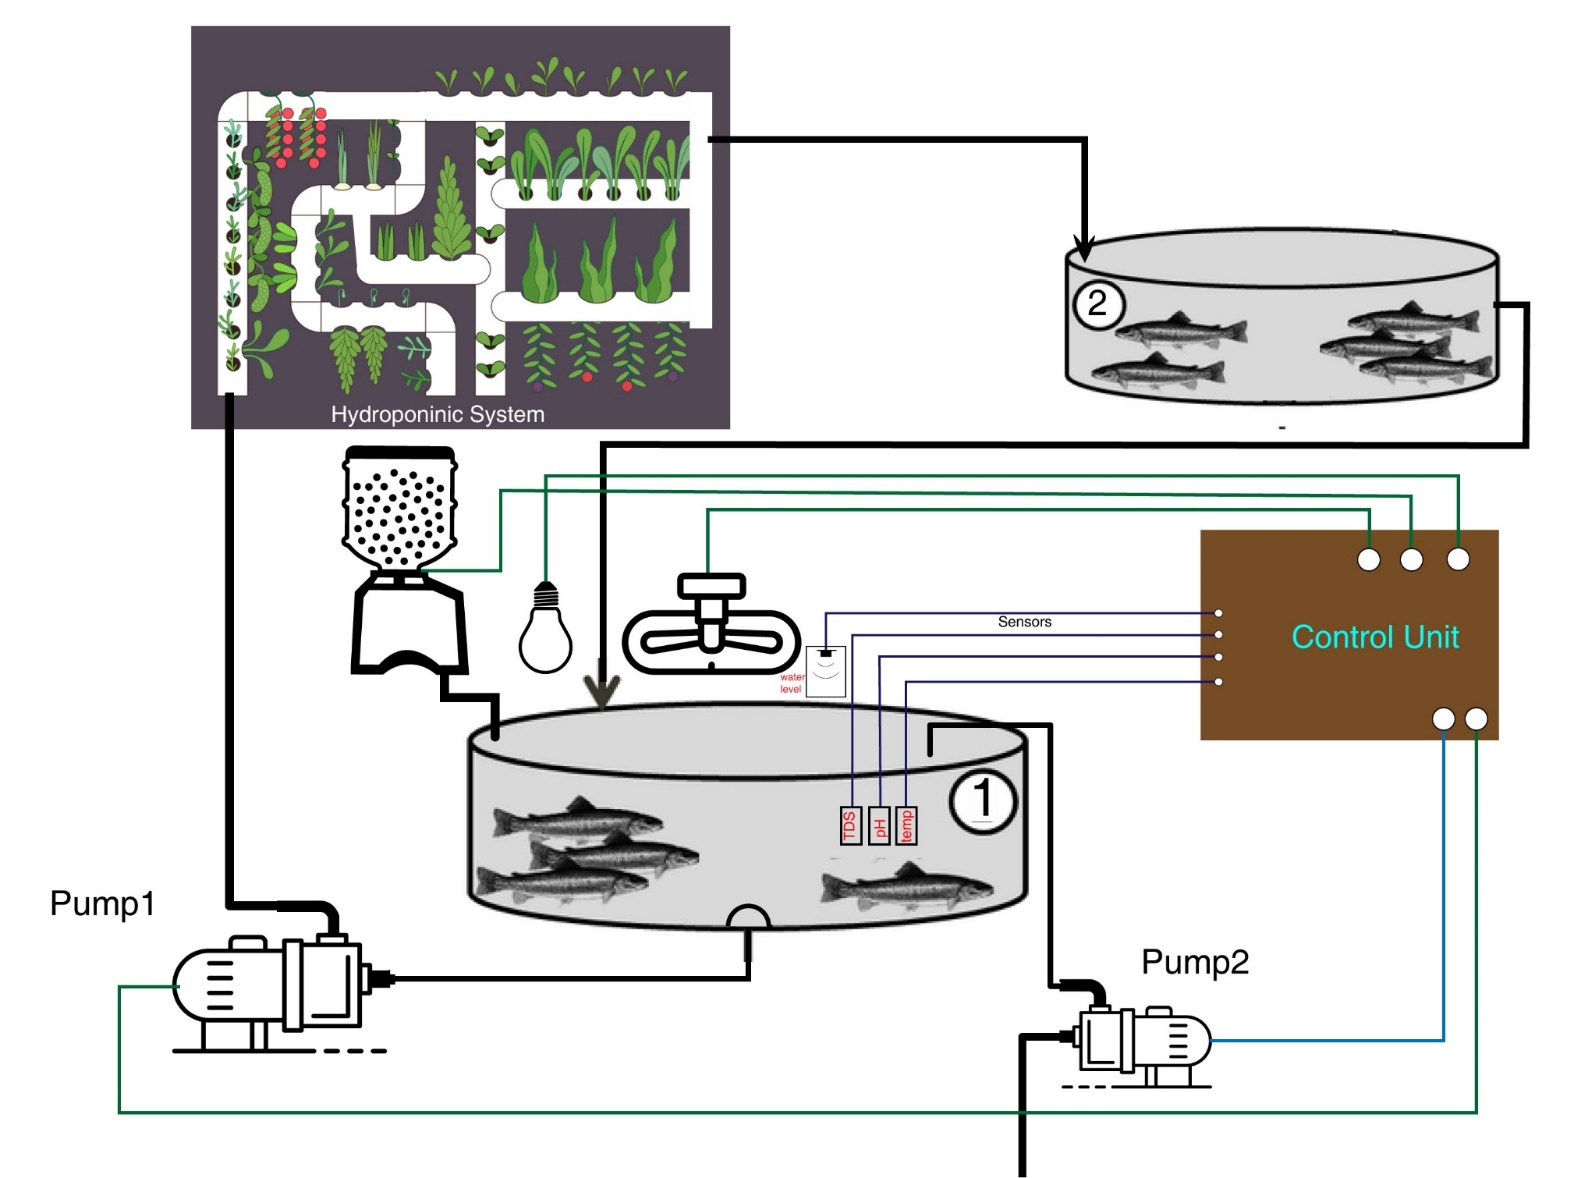 Hydroponinic System
2
Sensors
Control Unit
water
level
1
TDS
pH
temp
Pump1
Pump2